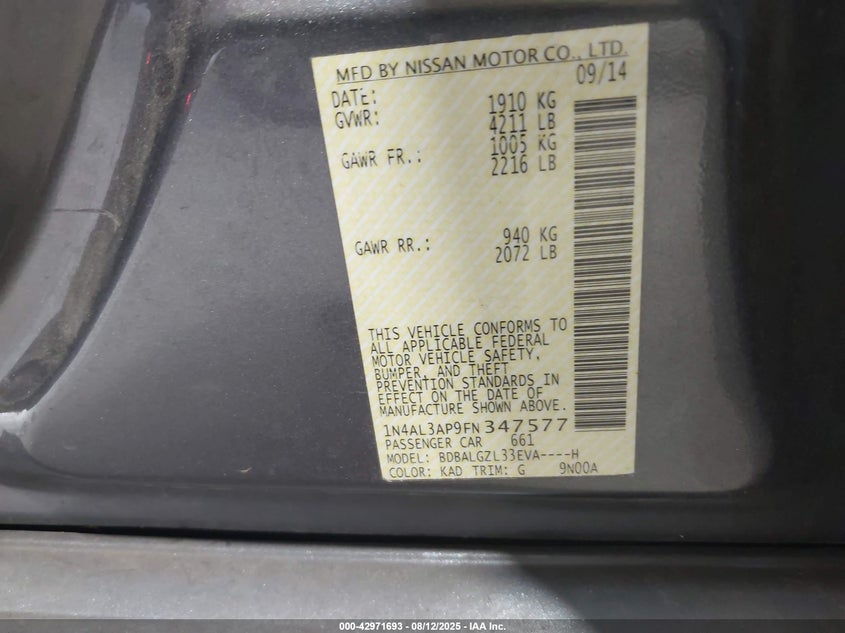 MFD BY NISSAN MOTOR CO., LTD.
DATE: 09/14
GVWR: 1910 KG
4211 LB
GAWR FR.: 1005 KG
2216 LB
GAWR RR.: 940 KG
2072 LB
THIS VEHICLE CONFORMS TO
ALL APPLICABLE FEDERAL
MOTOR VEHICLE SAFETY,
BUMPER, AND THEFT
PREVENTION STANDARDS IN
EFFECT ON THE DATE OF
MANUFACTURE SHOWN ABOVE.
1N4AL3AP9FN347577
PASSENGER CAR 661
MODEL: BDBALGZL33EVA----H
COLOR: KAD TRIM: G 9N00A
000-42971693 - 08/12/2025 - IAA Inc.